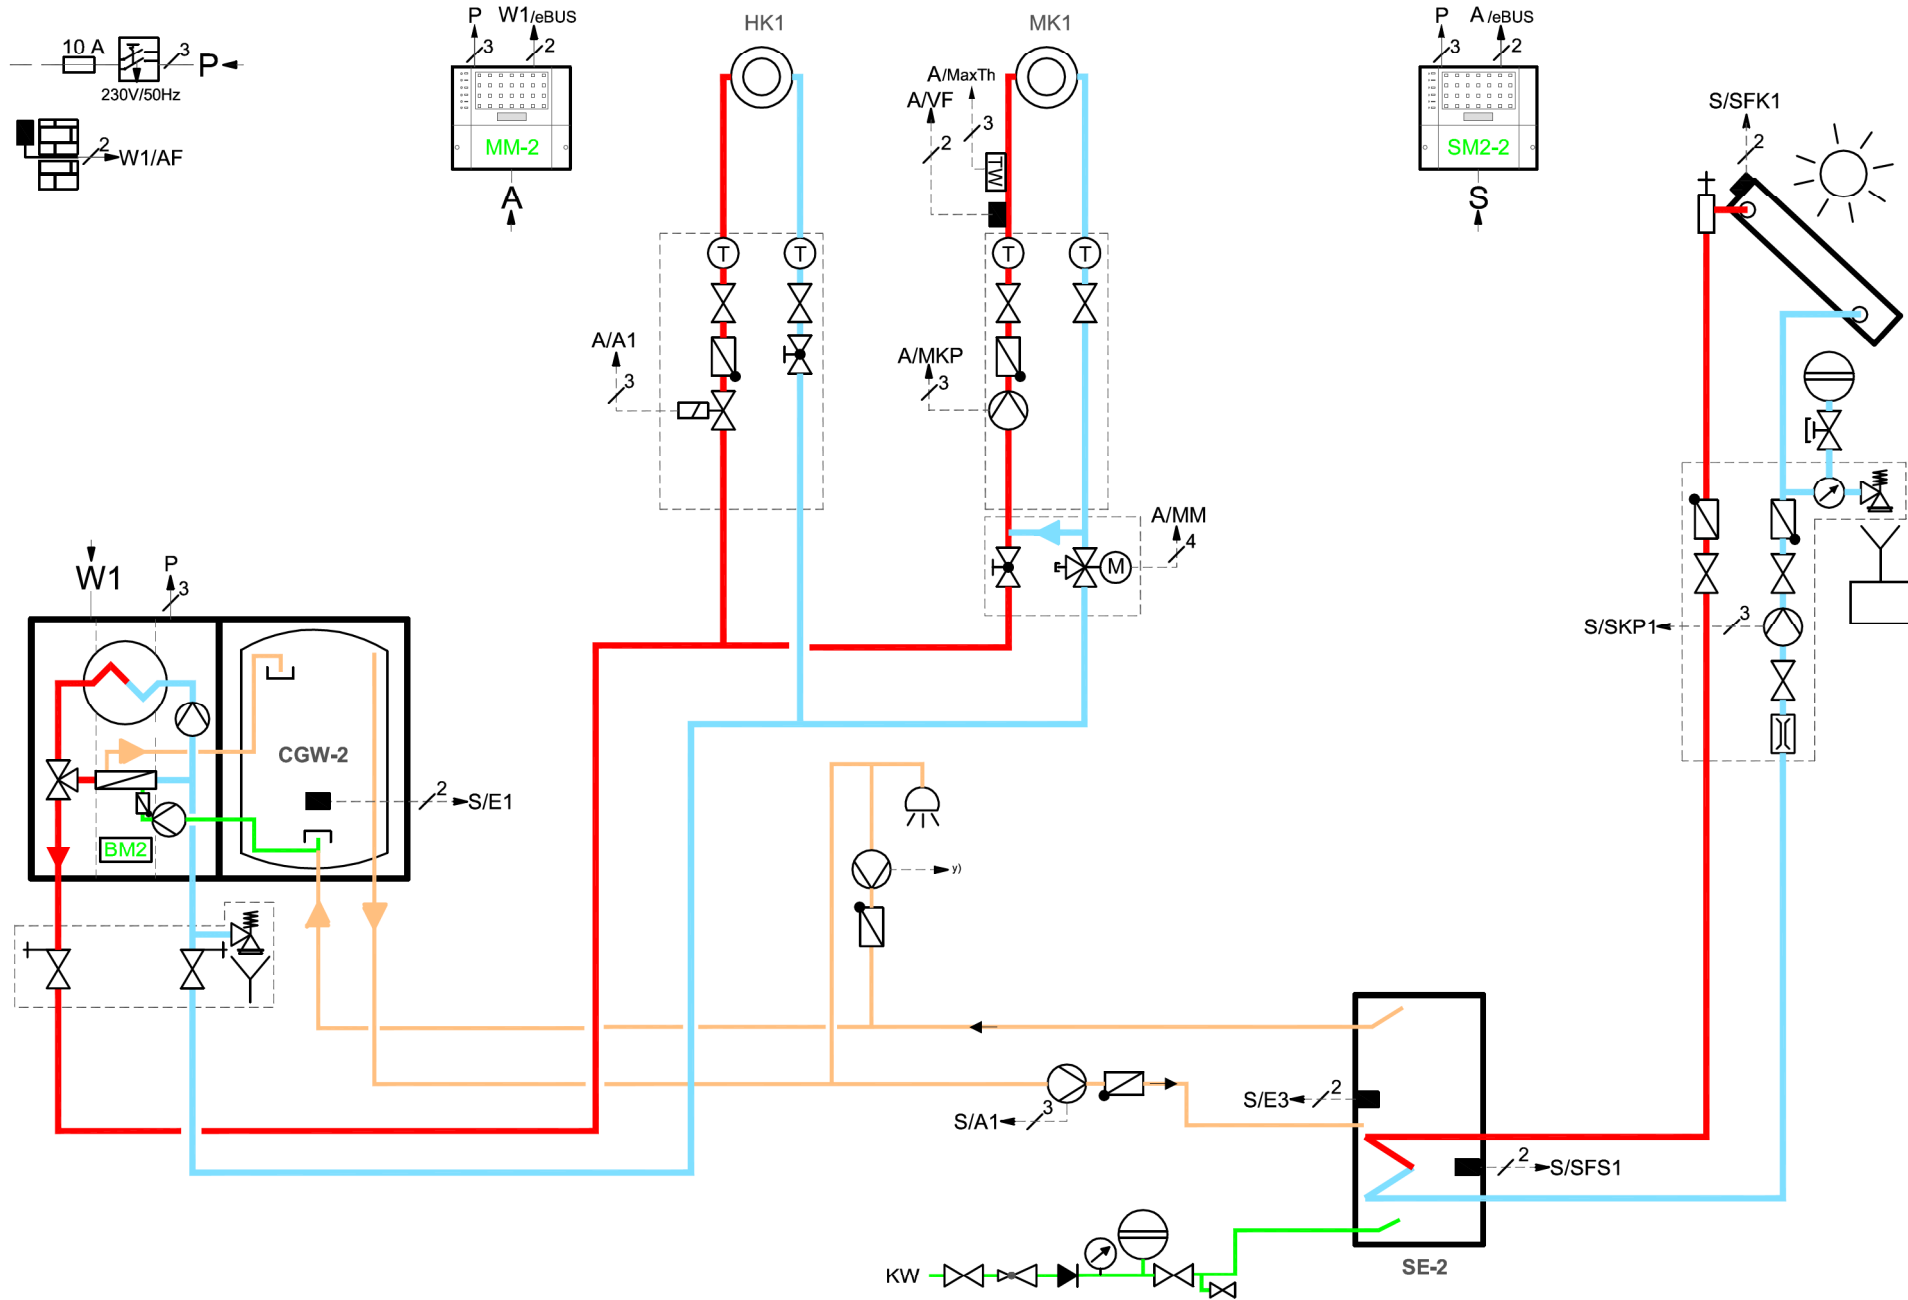 10 A
3
P
230V/50Hz
2
W1/AF
P
W1/eBUS
3
2
MM-2
A
HK1
MK1
A/MaxTh
A/VF
3
2
TW
P
A/eBUS
3
2
SM2-2
S
S/SFK1
2
T
T
T
T
A/A1
3
A/MKP
3
A/MM
4
M
W1
P
3
S/SKP1
3
CGW-2
2
S/E1
BM2
y)
S/E3
2
S/A1
3
2
S/SFS1
KW
SE-2